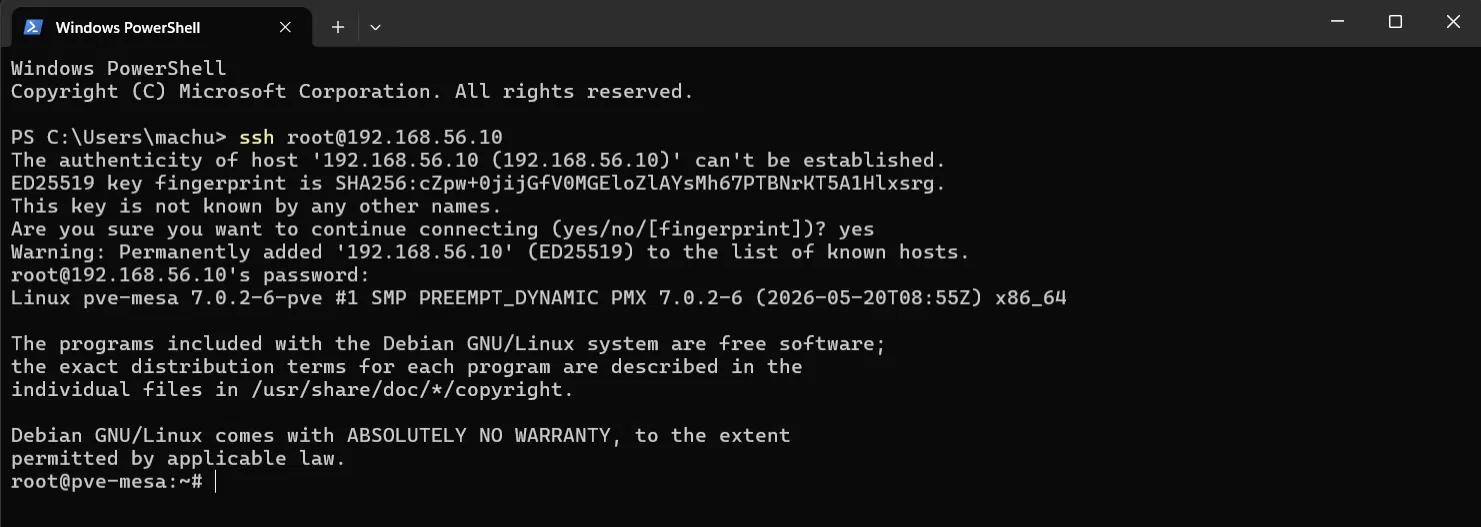 Windows PowerShell
Windows PowerShell
Copyright (C) Microsoft Corporation. All rights reserved.
PS C:\Users\machu> ssh root@192.168.56.10
The authenticity of host '192.168.56.10 (192.168.56.10)' can't be established.
ED25519 key fingerprint is SHA256:cZpw+0jijGfV0MGEloZlAYsMh67PTBNrKT5A1Hlxsrg.
This key is not known by any other names.
Are you sure you want to continue connecting (yes/no/[fingerprint])? yes
Warning: Permanently added '192.168.56.10' (ED25519) to the list of known hosts.
root@192.168.56.10's password:
Linux pve-mesa 7.0.2-6-pve #1 SMP PREEMPT_DYNAMIC PMX 7.0.2-6 (2026-05-20T08:55Z) x86_64
The programs included with the Debian GNU/Linux system are free software;
the exact distribution terms for each program are described in the
individual files in /usr/share/doc/*/copyright.
Debian GNU/Linux comes with ABSOLUTELY NO WARRANTY, to the extent
permitted by applicable law.
root@pve-mesa:~#